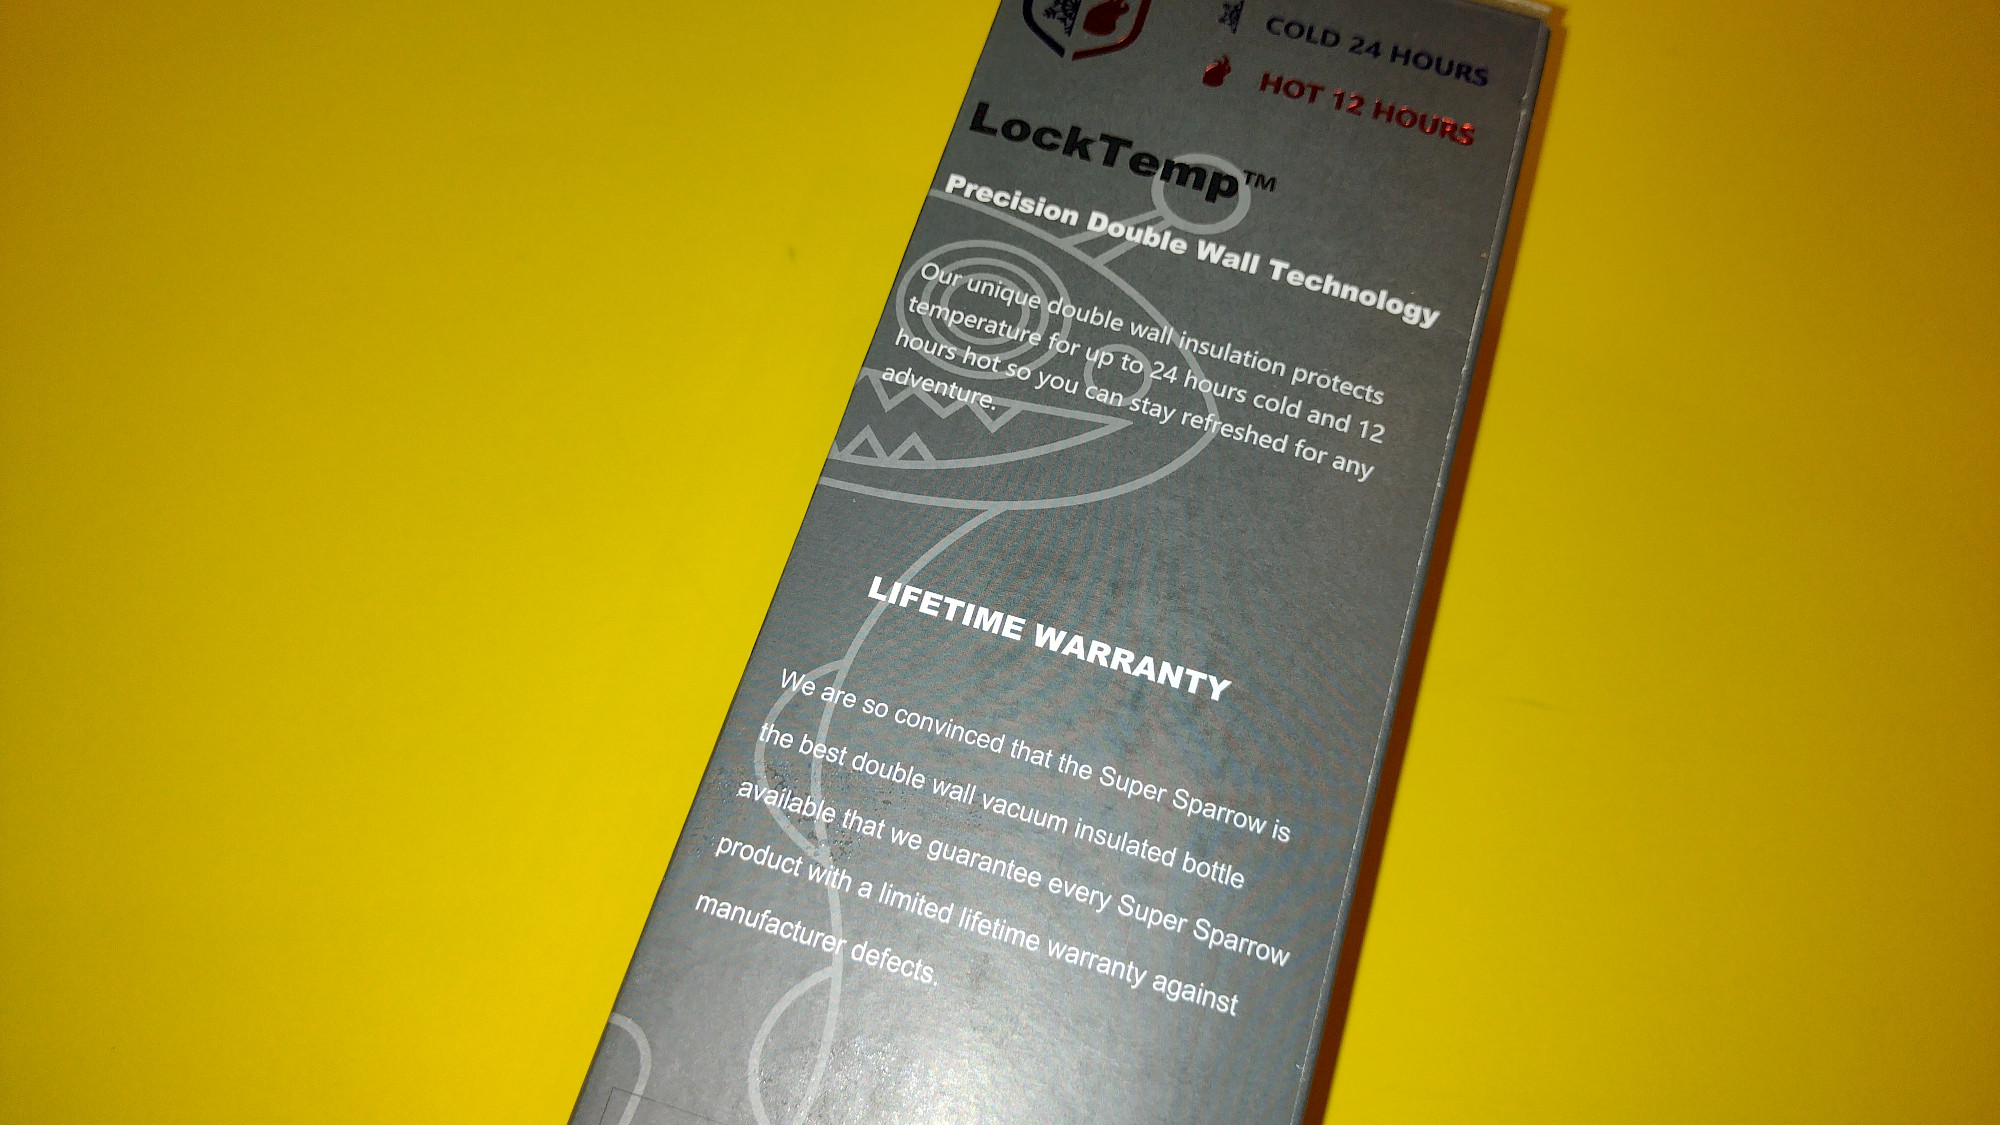 COLD 24 HOURS
HOT 12 HOURS
LockTemp™
Precision Double Wall Technology
Our unique double wall insulation protects
temperature for up to 24 hours cold and 12
hours hot so you can stay refreshed for any
adventure.
LIFETIME WARRANTY
We are so convinced that the Super Sparrow is
the best double wall vacuum insulated bottle
available that we guarantee every Super Sparrow
product with a limited lifetime warranty against
manufacturer defects.